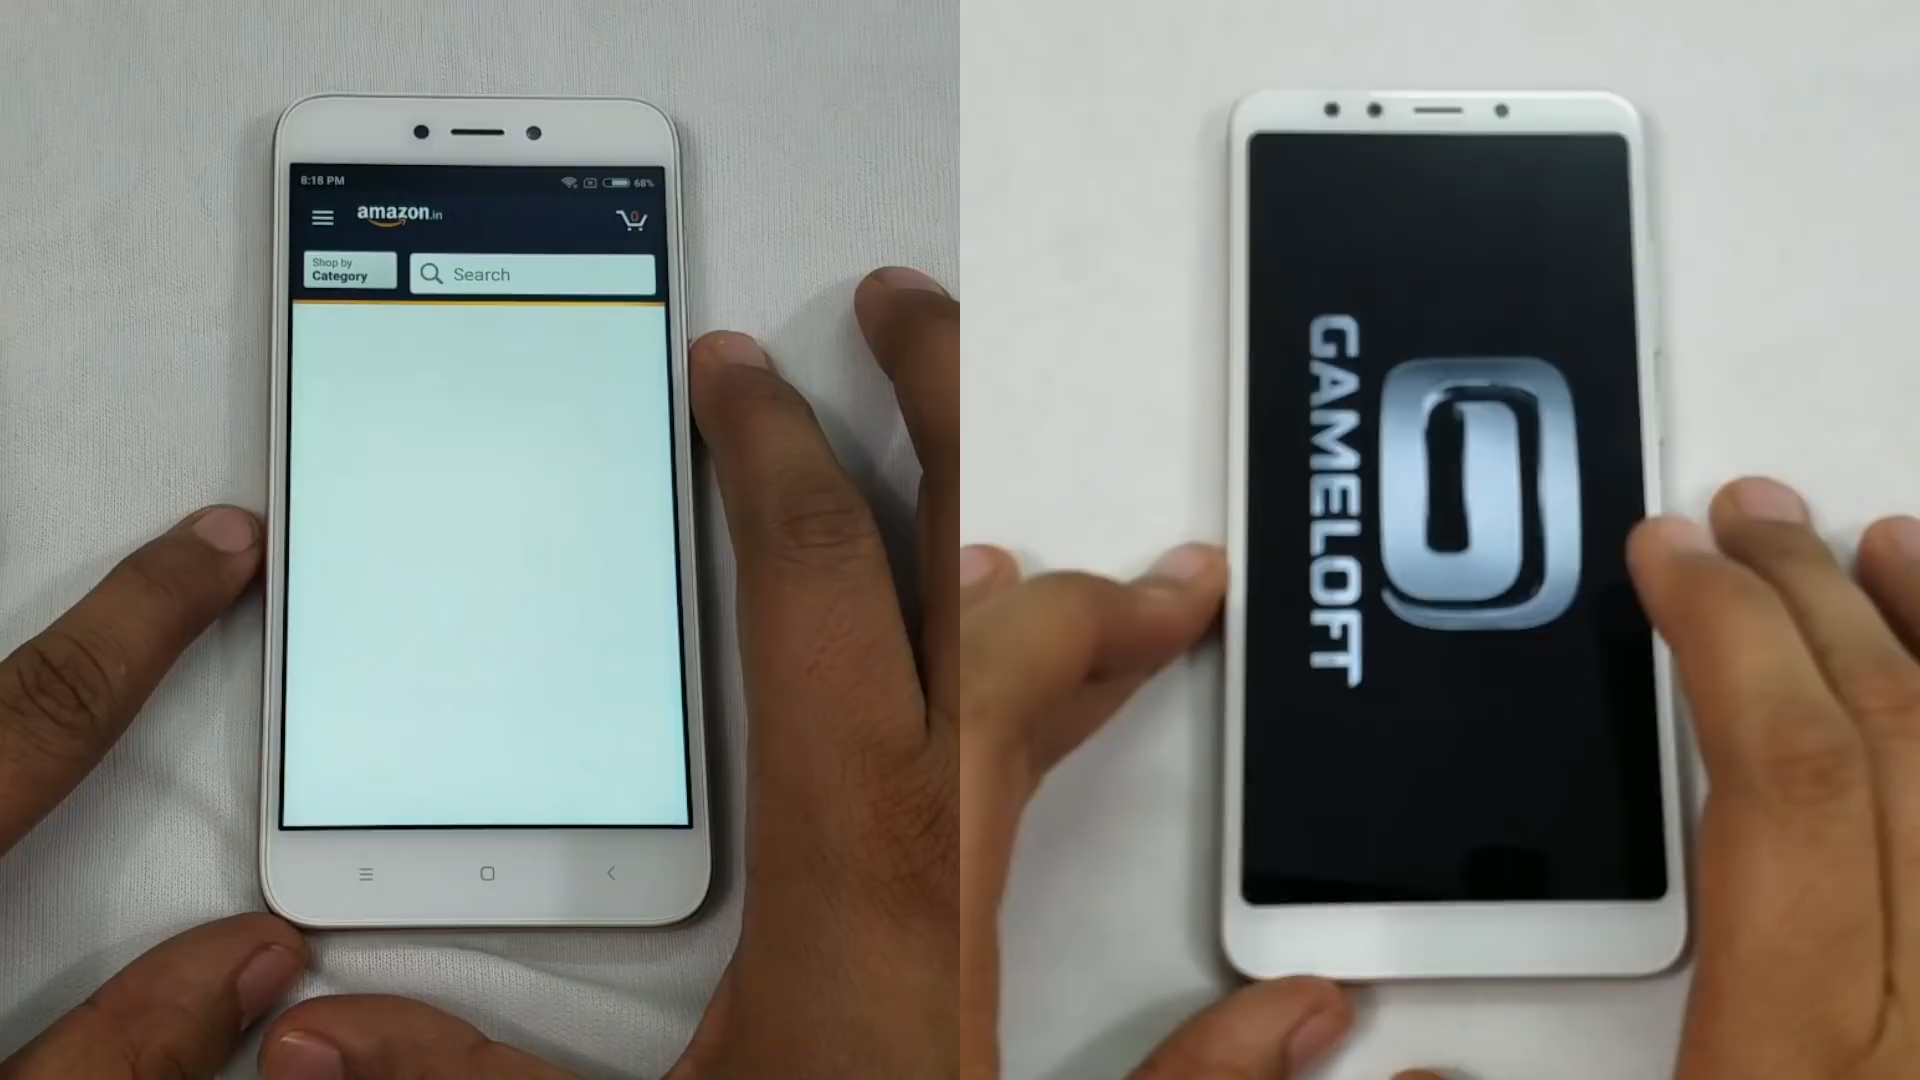 8:18 PM
68%
amazon.in
0
Shop by
Category
Search
GAMELOFT